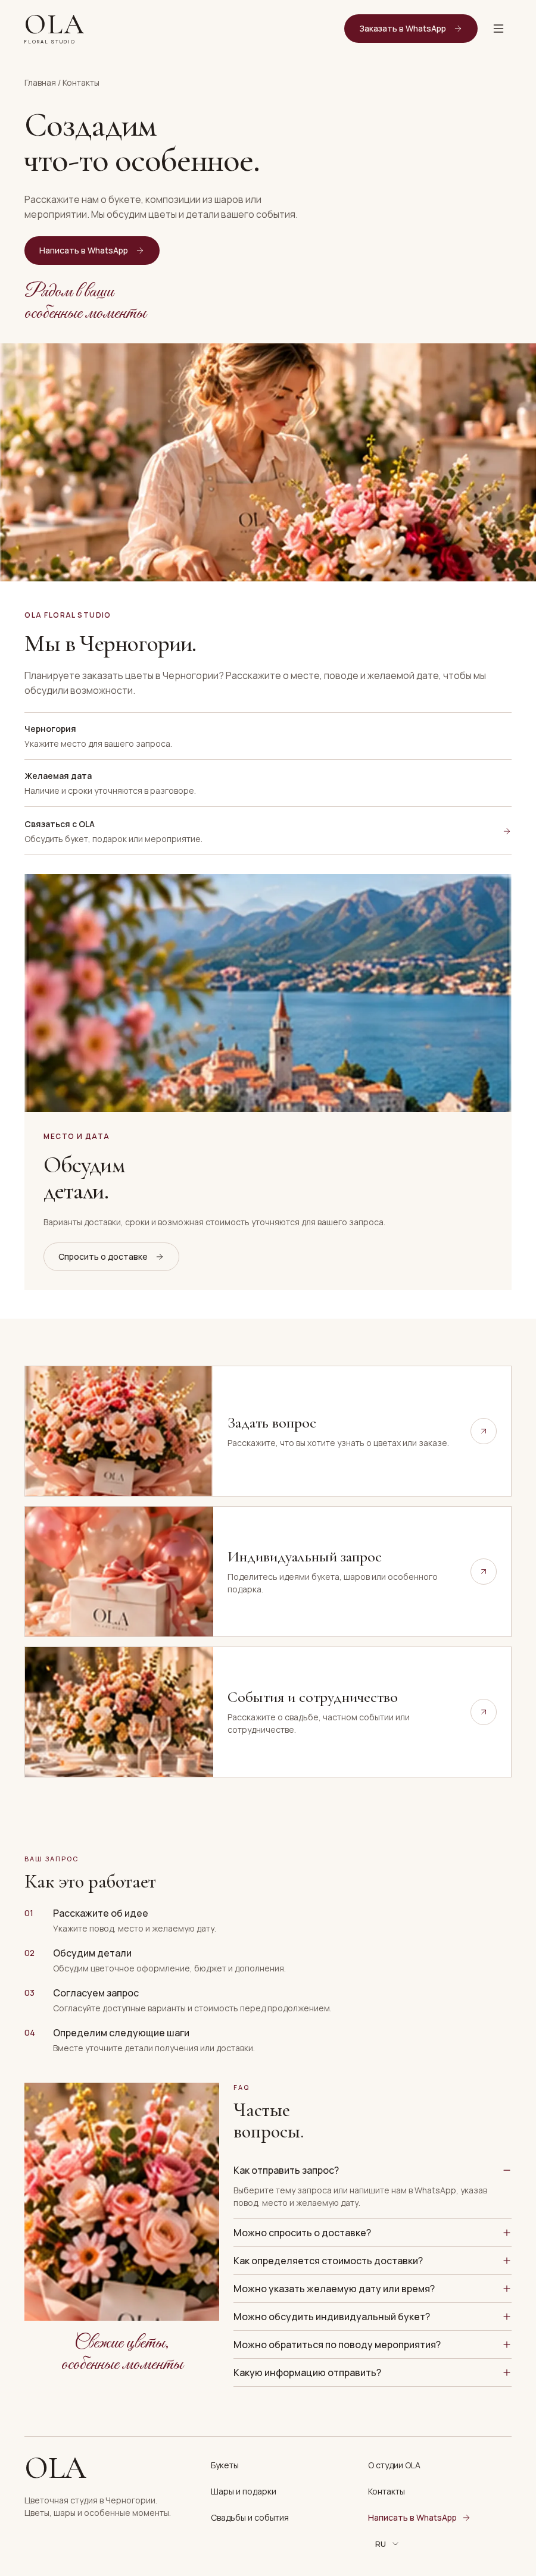 OLA
FLORAL STUDIO
Заказать в WhatsApp
Главная / Контакты
Создадим
что-то особенное.
Расскажите нам о букете, композиции из шаров или
мероприятии. Мы обсудим цветы и детали вашего события.
Написать в WhatsApp
Рядом в ваши
особенные моменты
OLA FLORAL STUDIO
Мы в Черногории.
Планируете заказать цветы в Черногории? Расскажите о месте, поводе и желаемой дате, чтобы мы
обсудили возможности.
Черногория
Укажите место для вашего запроса.
Желаемая дата
Наличие и сроки уточняются в разговоре.
Связаться с OLA
Обсудить букет, подарок или мероприятие.
МЕСТО И ДАТА
Обсудим
детали.
Варианты доставки, сроки и возможная стоимость уточняются для вашего запроса.
Спросить о доставке
OLA
Задать вопрос
Расскажите, что вы хотите узнать о цветах или заказе.
OLA
Индивидуальный запрос
Поделитесь идеями букета, шаров или особенного
подарка.
События и сотрудничество
Расскажите о свадьбе, частном событии или
сотрудничестве.
ВАШ ЗАПРОС
Как это работает
01 Расскажите об идее
Укажите повод, место и желаемую дату.
02 Обсудим детали
Обсудим цветочное оформление, бюджет и дополнения.
03 Согласуем запрос
Согласуйте доступные варианты и стоимость перед продолжением.
04 Определим следующие шаги
Вместе уточните детали получения или доставки.
Свежие цветы,
особенные моменты
FAQ
Частые
вопросы.
Как отправить запрос?
Выберите тему запроса или напишите нам в WhatsApp, указав
повод, место и желаемую дату.
Можно спросить о доставке?
Как определяется стоимость доставки?
Можно указать желаемую дату или время?
Можно обсудить индивидуальный букет?
Можно обратиться по поводу мероприятия?
Какую информацию отправить?
OLA
Цветочная студия в Черногории.
Цветы, шары и особенные моменты.
Букеты
Шары и подарки
Свадьбы и события
О студии OLA
Контакты
Написать в WhatsApp
RU